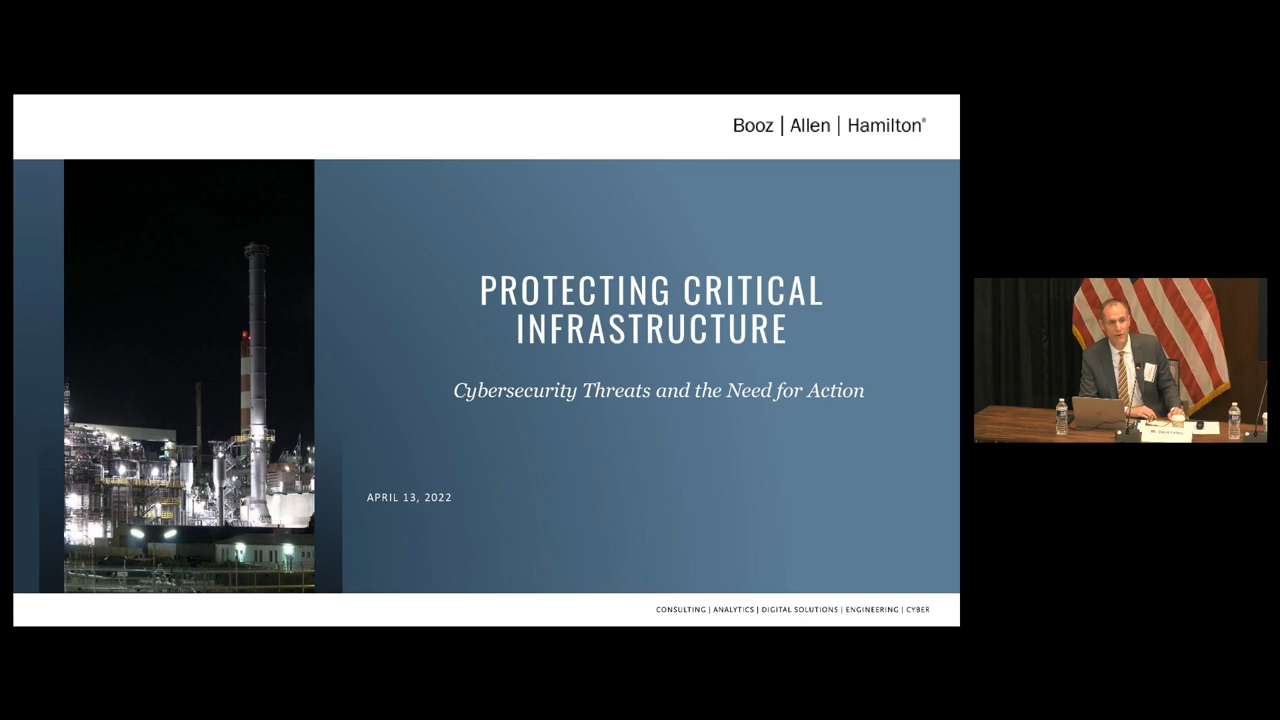 Booz | Allen | Hamilton®
PROTECTING CRITICAL
INFRASTRUCTURE
Cybersecurity Threats and the Need for Action
APRIL 13, 2022
CONSULTING | ANALYTICS | DIGITAL SOLUTIONS | ENGINEERING | CYBER